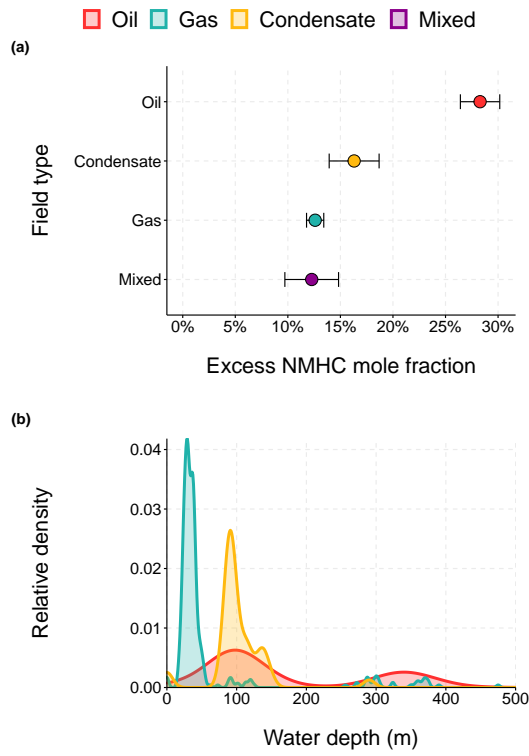 Oil Gas Condensate Mixed
(a)
Field type
Oil
Condensate
Gas
Mixed
0% 5% 10% 15% 20% 25% 30%
Excess NMHC mole fraction
(b)
Relative density
0.04
0.03
0.02
0.01
0.00
0 100 200 300 400 500
Water depth (m)